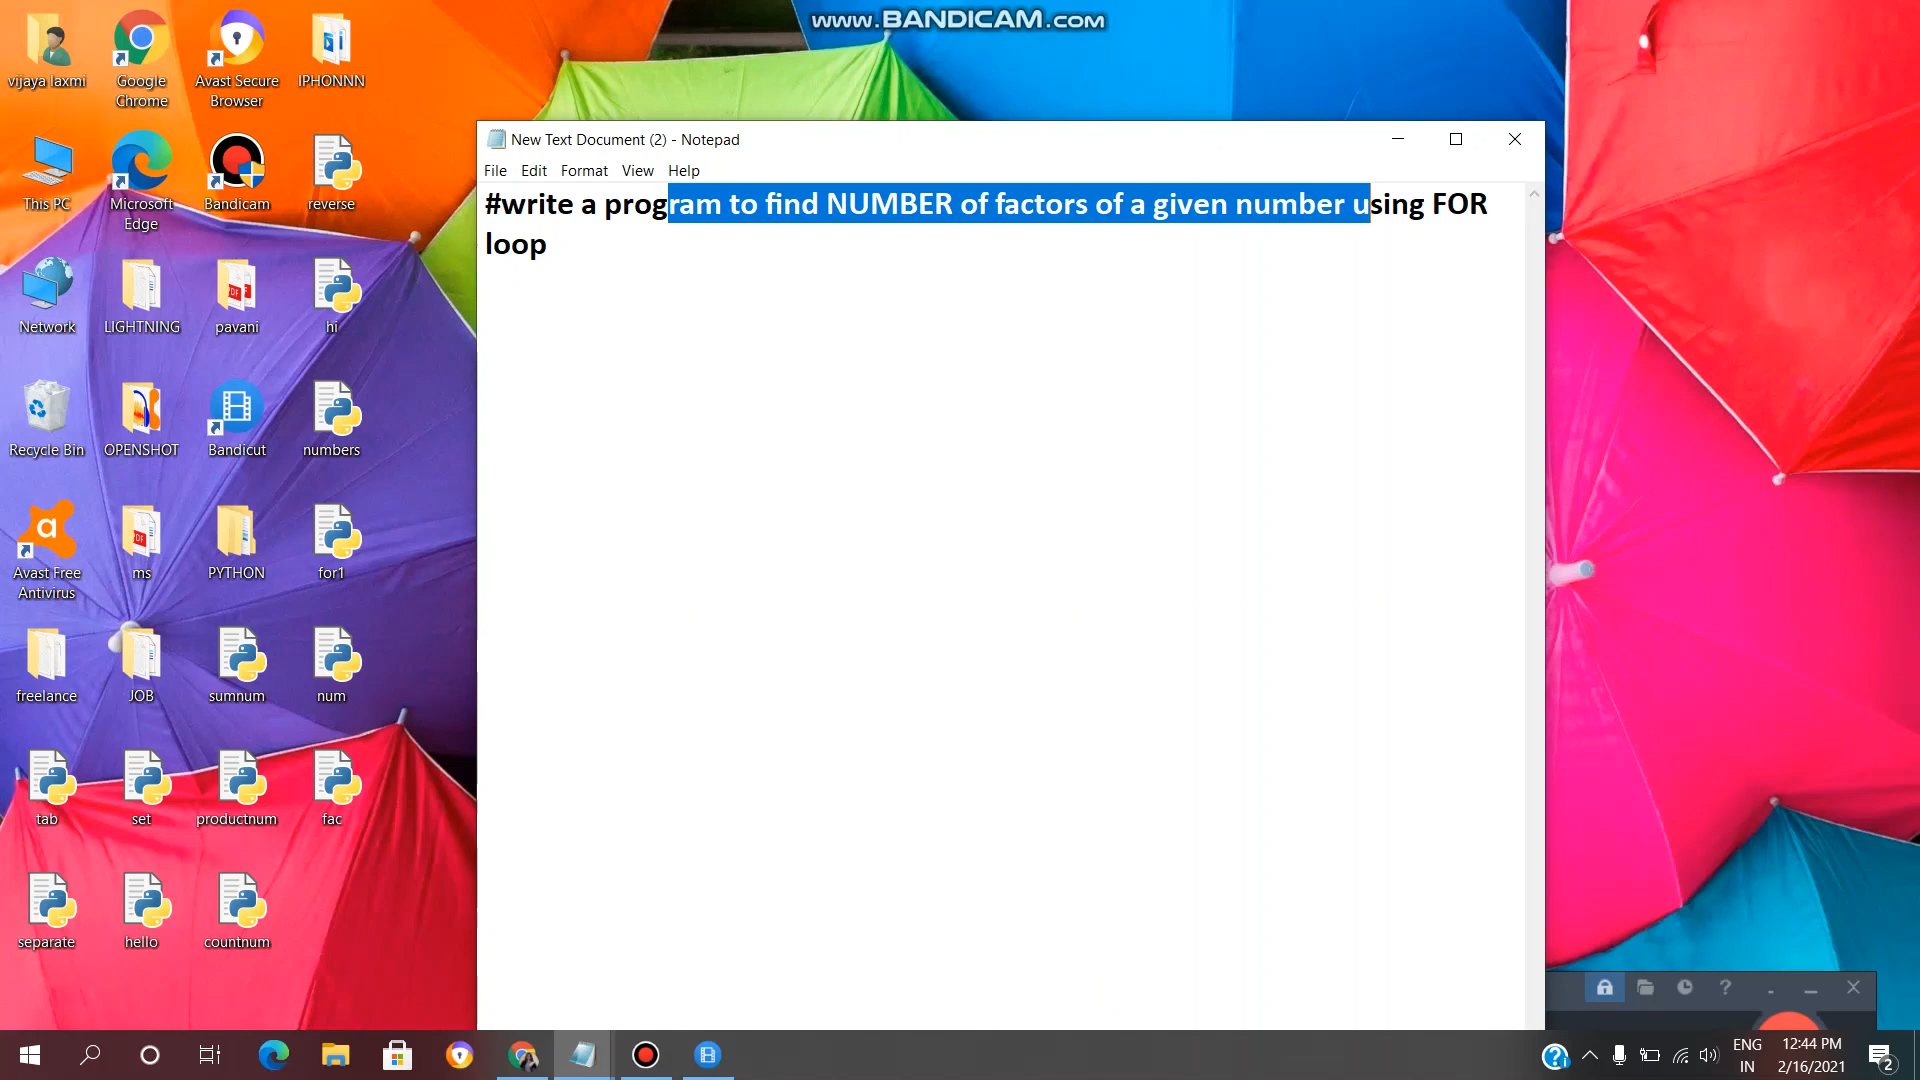 www.BANDICAM.com
vijaya laxmi
Google Chrome
Avast Secure Browser
IPHONNN
This PC
Microsoft Edge
Bandicam
reverse
Network
LIGHTNING
pavani
hi
Recycle Bin
OPENSHOT
Bandicut
numbers
Avast Free Antivirus
ms
PYTHON
for1
freelance
JOB
sumnum
num
tab
set
productnum
fac
separate
hello
countnum
New Text Document (2) - Notepad
File Edit Format View Help
#write a program to find NUMBER of factors of a given number using FOR
loop
ENG
IN
12:44 PM
2/16/2021
2